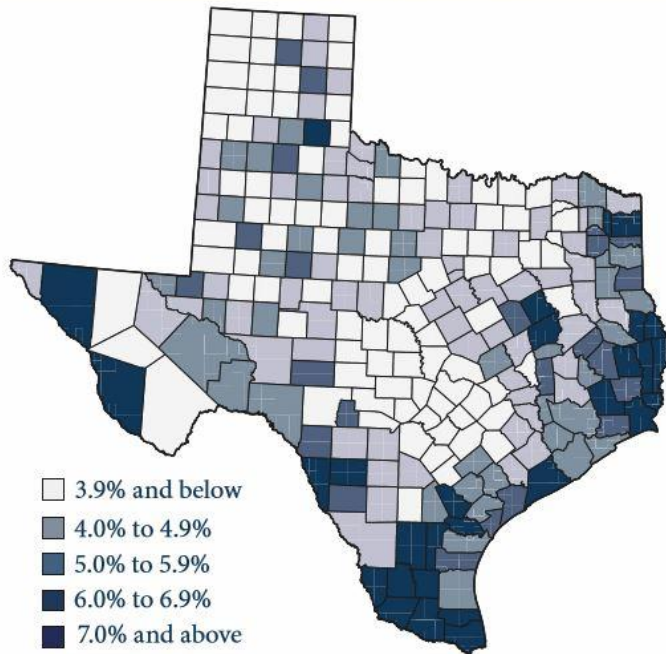 3.9% and below
4.0% to 4.9%
5.0% to 5.9%
6.0% to 6.9%
7.0% and above